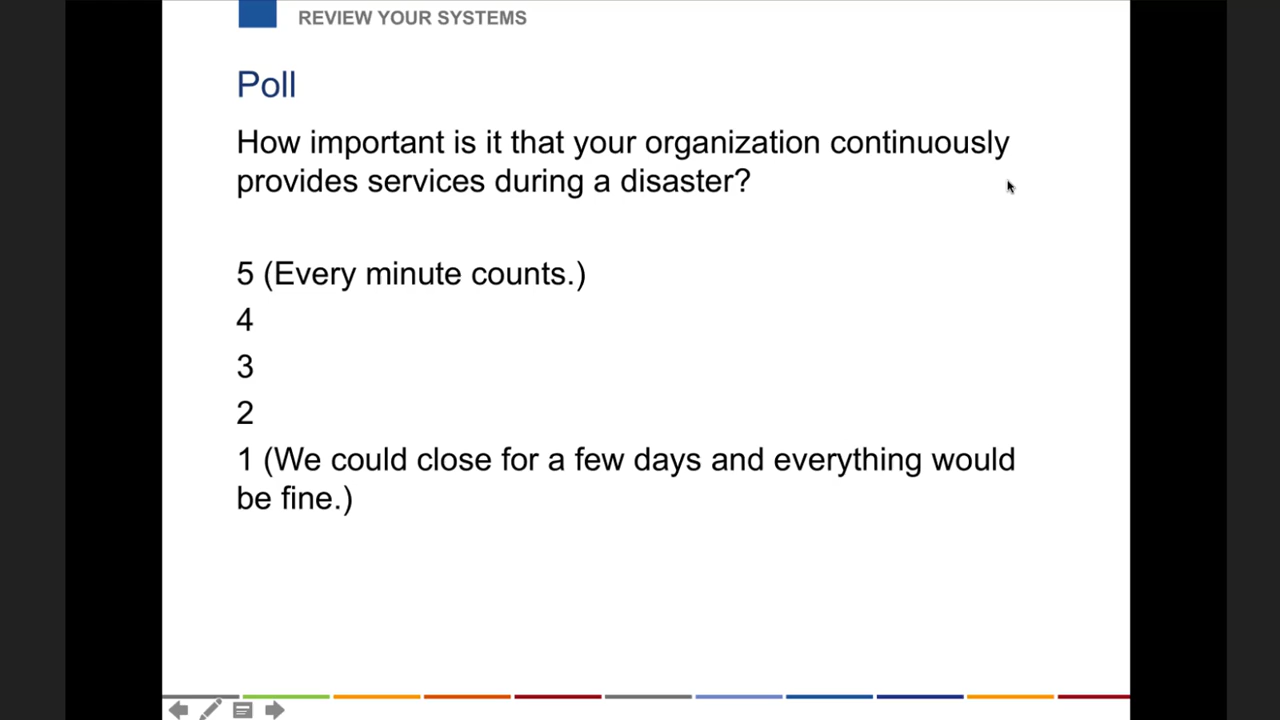 REVIEW YOUR SYSTEMS
Poll
How important is it that your organization continuously
provides services during a disaster?
5 (Every minute counts.)
4
3
2
1 (We could close for a few days and everything would
be fine.)